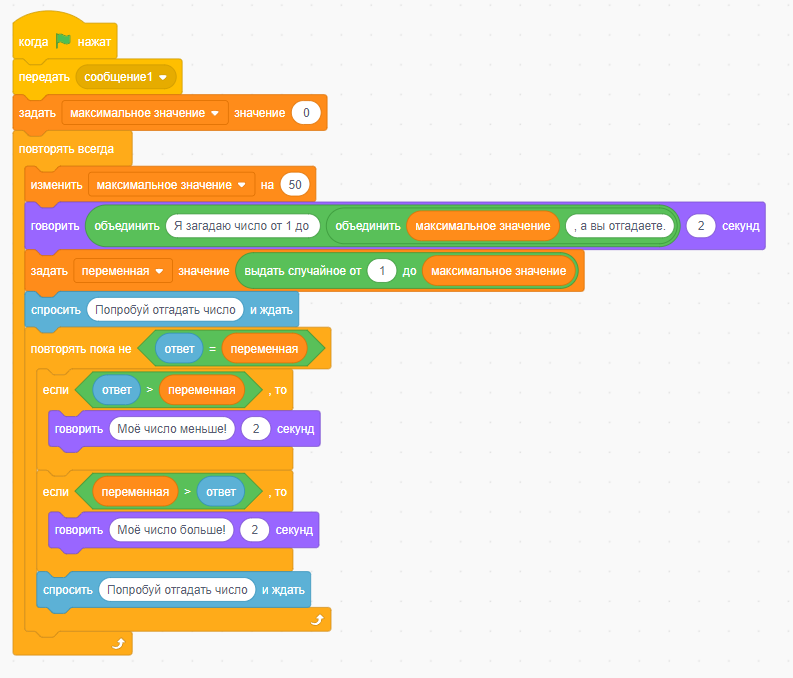 когда нажат
передать сообщение1
задать максимальное значение значение 0
повторять всегда
изменить максимальное значение на 50
говорить объединить Я загадаю число от 1 до объединить максимальное значение , а вы отгадаете. 2 секунд
задать переменная значение выдать случайное от 1 до максимальное значение
спросить Попробуй отгадать число и ждать
повторять пока не ответ = переменная
если ответ > переменная , то
говорить Моё число меньше! 2 секунд
если переменная > ответ , то
говорить Моё число больше! 2 секунд
спросить Попробуй отгадать число и ждать